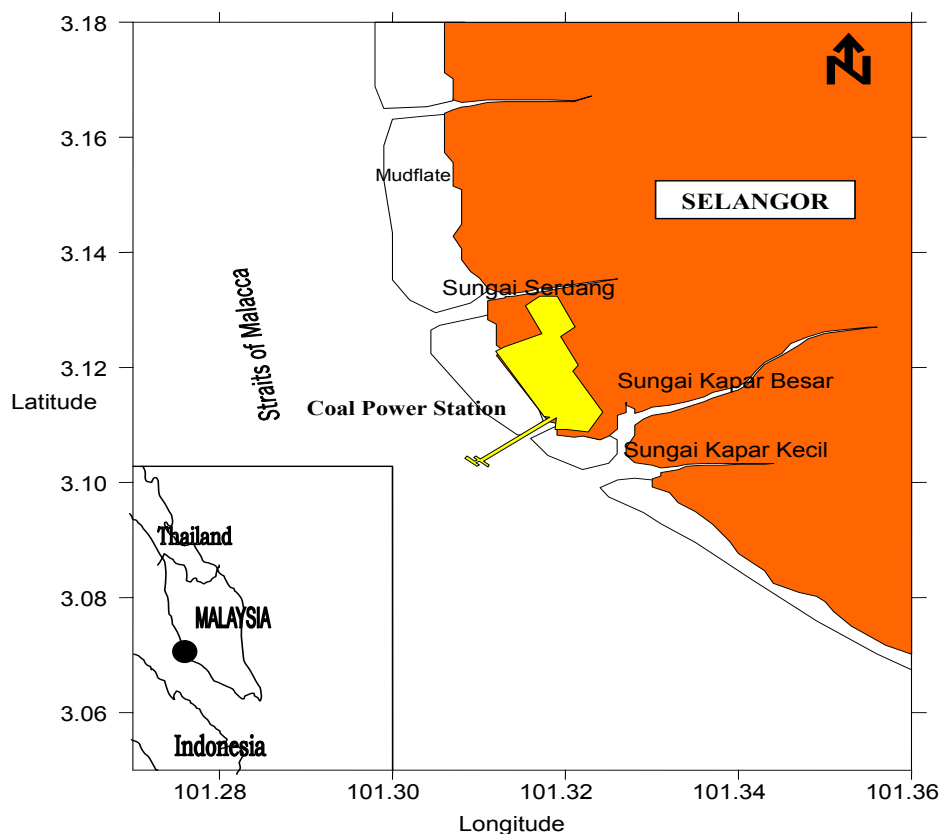 3.18
3.16
3.14
3.12
3.10
3.08
3.06
Latitude
N
SELANGOR
Mudflate
Sungai Serdang
Straits of Malacca
Sungai Kapar Besar
Coal Power Station
Sungai Kapar Kecil
Thailand
MALAYSIA
Indonesia
101.28
101.30
101.32
101.34
101.36
Longitude